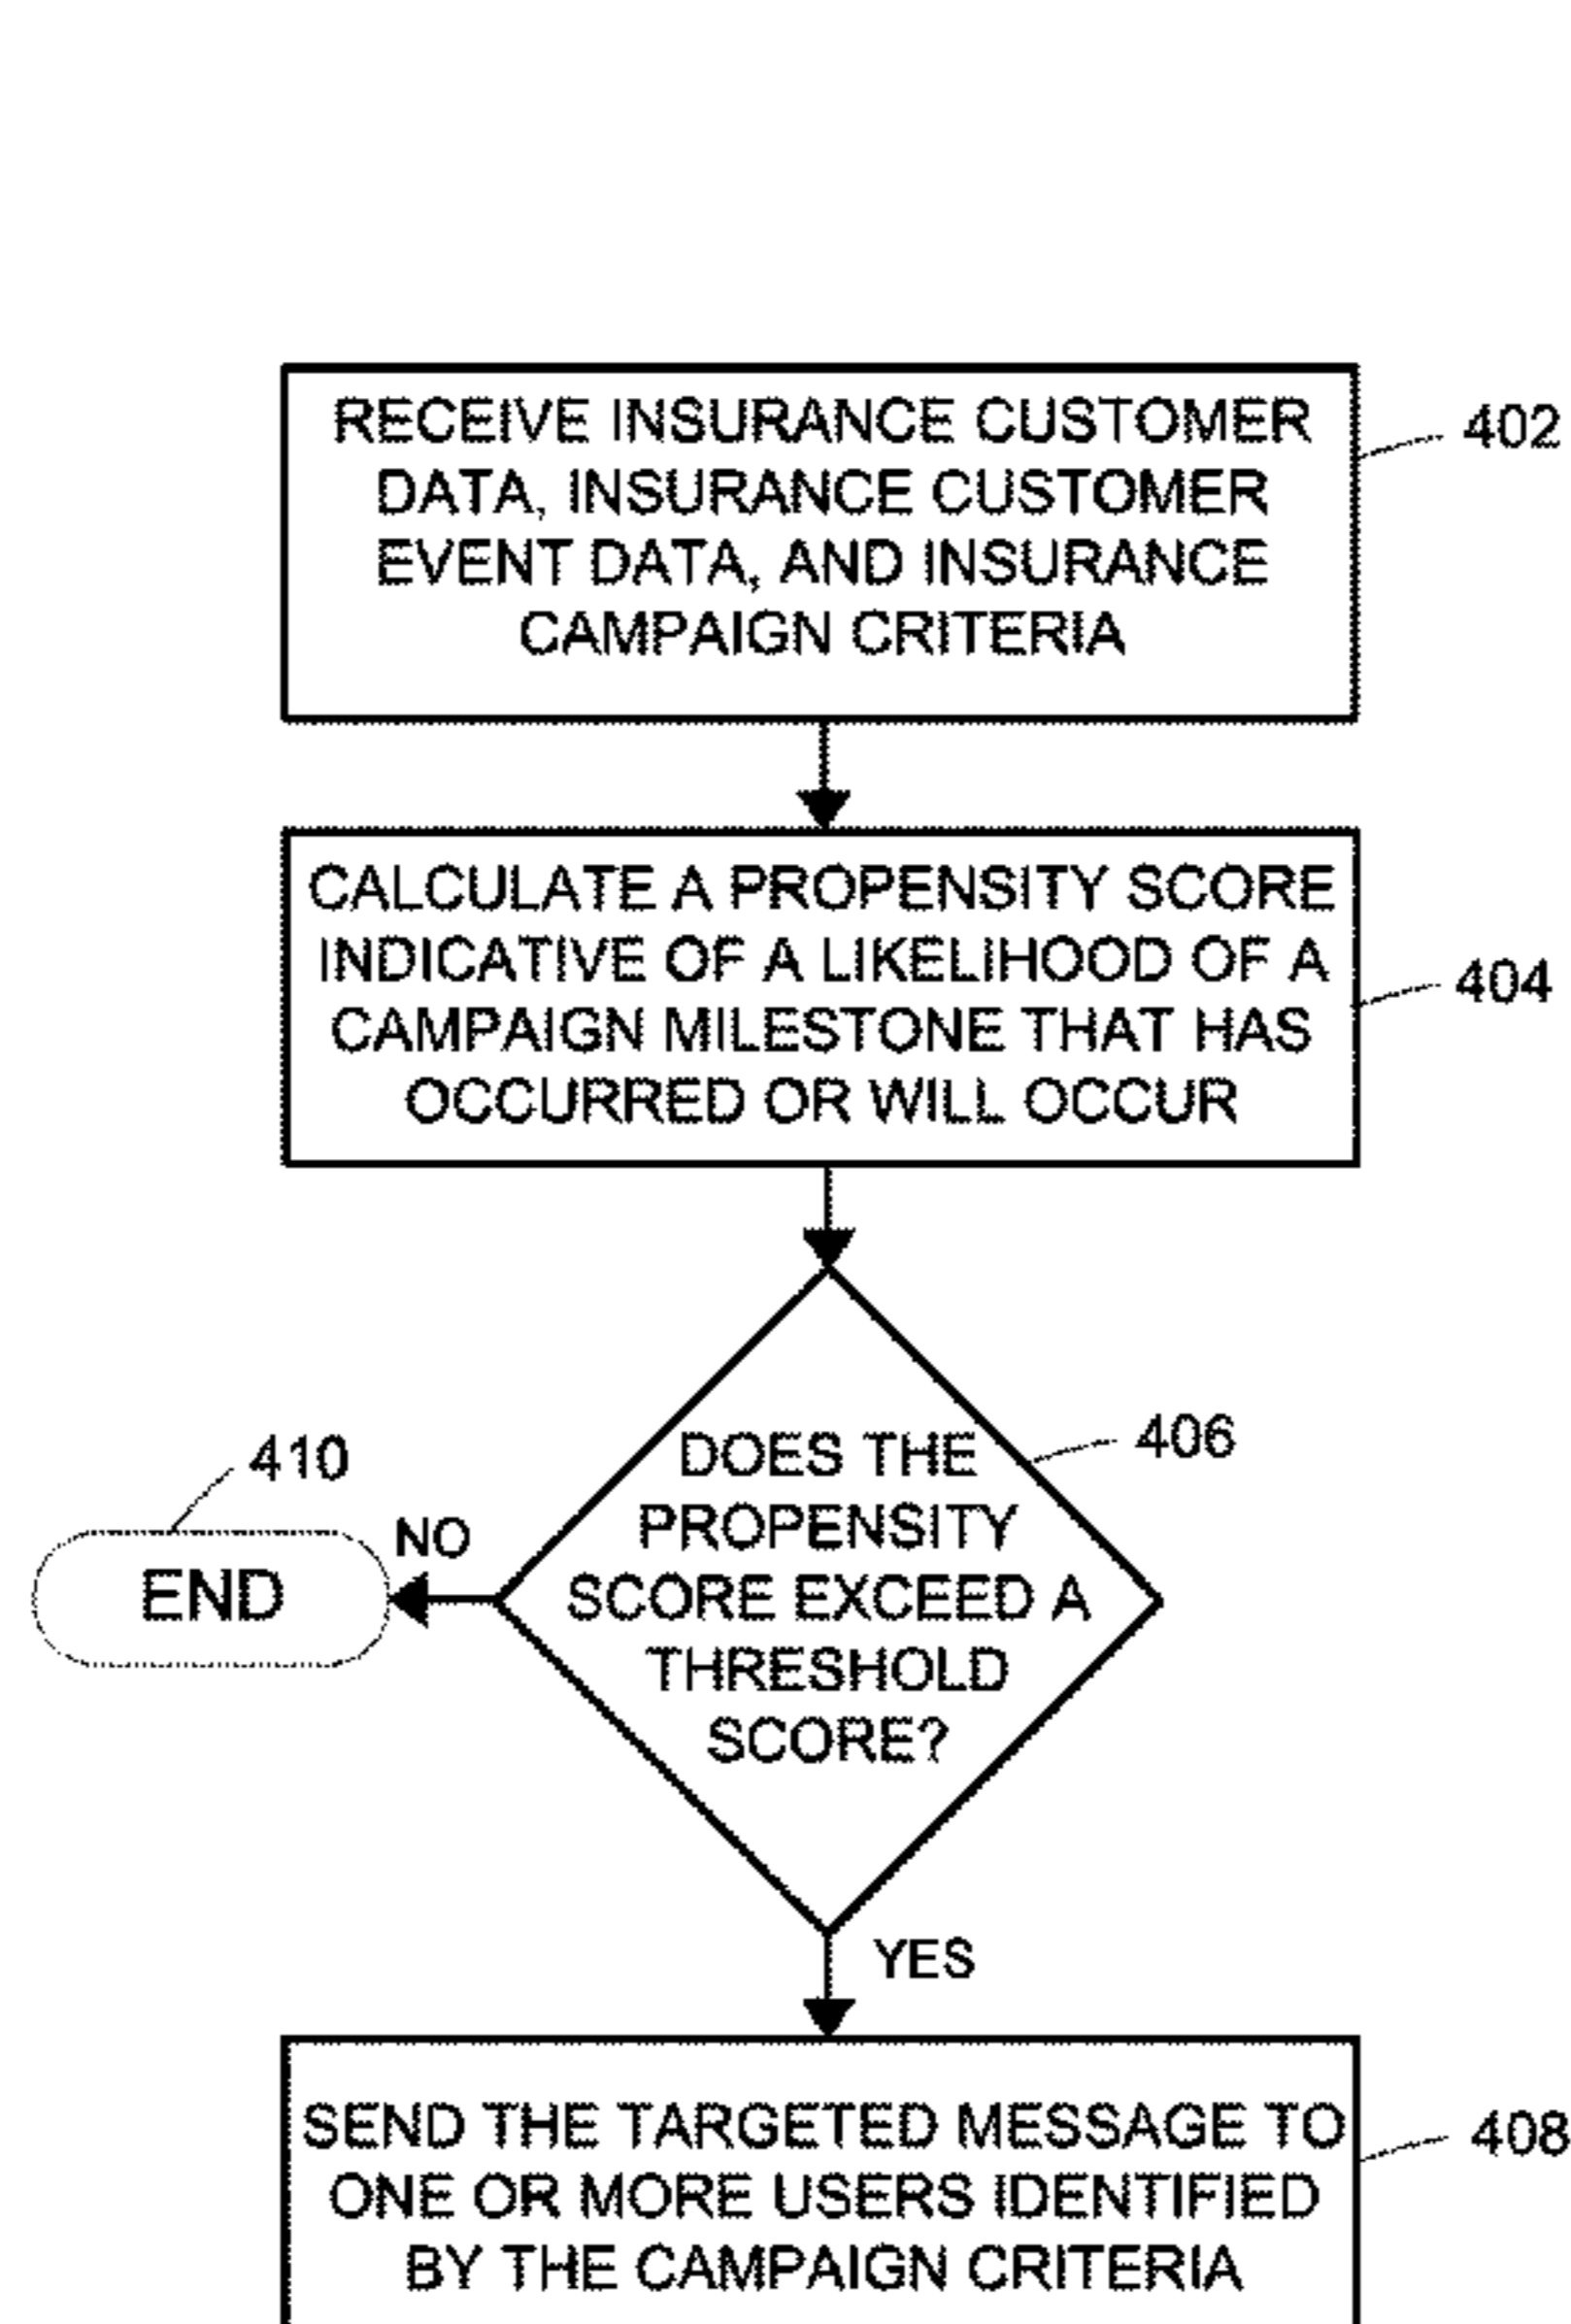 RECEIVE INSURANCE CUSTOMER
DATA, INSURANCE CUSTOMER
EVENT DATA, AND INSURANCE
CAMPAIGN CRITERIA
402
CALCULATE A PROPENSITY SCORE
INDICATIVE OF A LIKELIHOOD OF A
CAMPAIGN MILESTONE THAT HAS
OCCURRED OR WILL OCCUR
404
DOES THE
PROPENSITY
SCORE EXCEED A
THRESHOLD
SCORE?
406
410
NO
END
YES
SEND THE TARGETED MESSAGE TO
ONE OR MORE USERS IDENTIFIED
BY THE CAMPAIGN CRITERIA
408